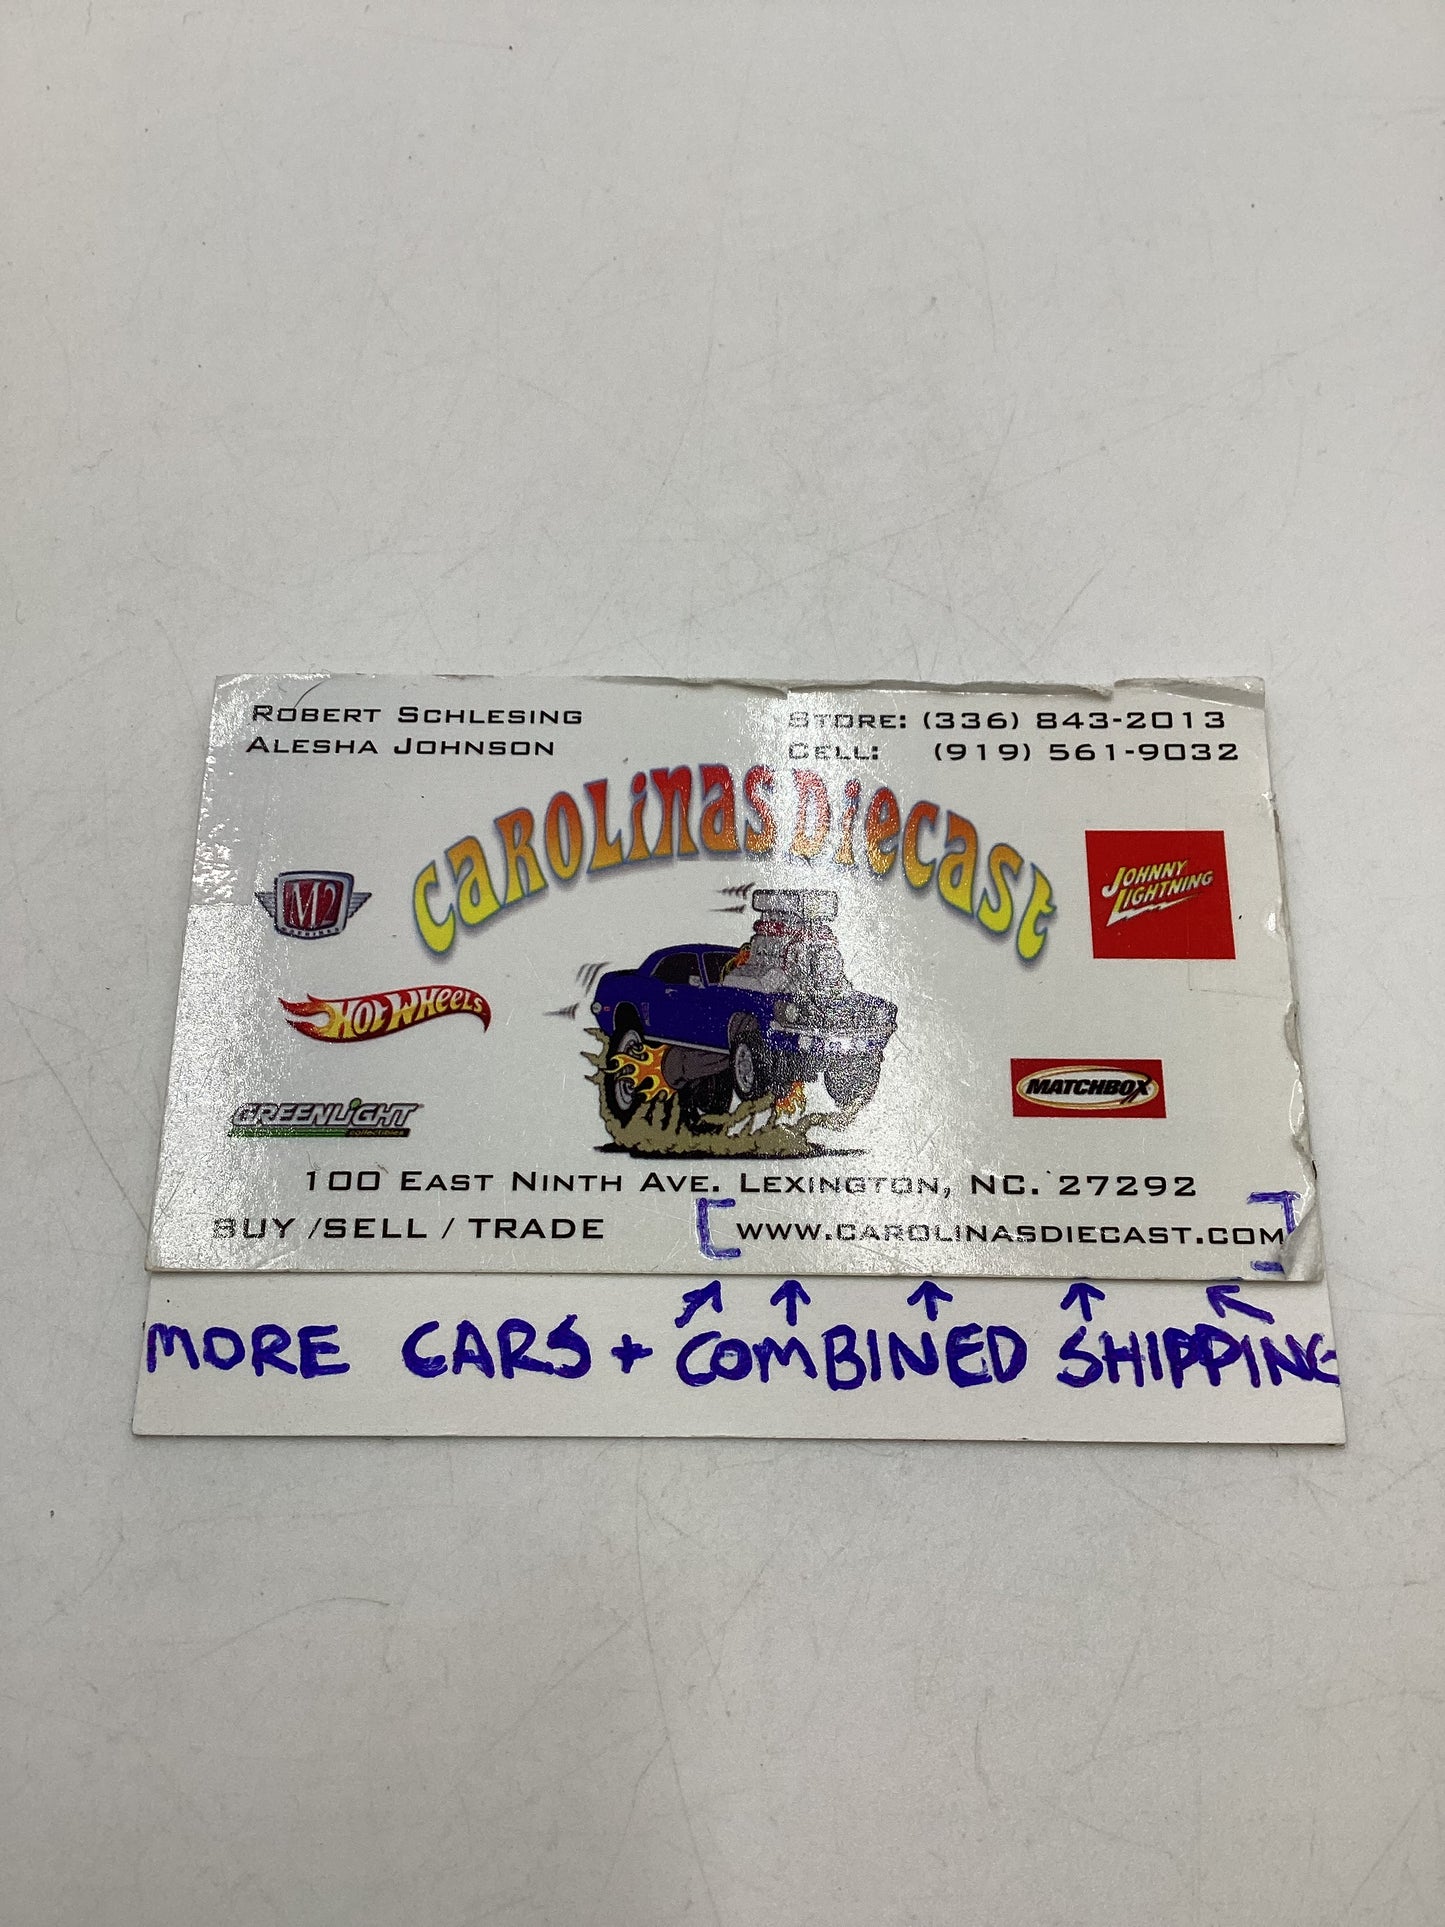 ROBERT SCHLESING
ALESHA JOHNSON
STORE: (336) 843-2013
CELL: (919) 561-9032
CAROLINAS DIECAST
M2
MACHINES
JOHNNY LIGHTNING
HOT WHEELS
MATCHBOX
GREENLIGHT
collectibles
100 EAST NINTH AVE. LEXINGTON, NC. 27292
BUY /SELL / TRADE
[WWW.CAROLINASDIECAST.COM]
MORE CARS + COMBINED SHIPPING